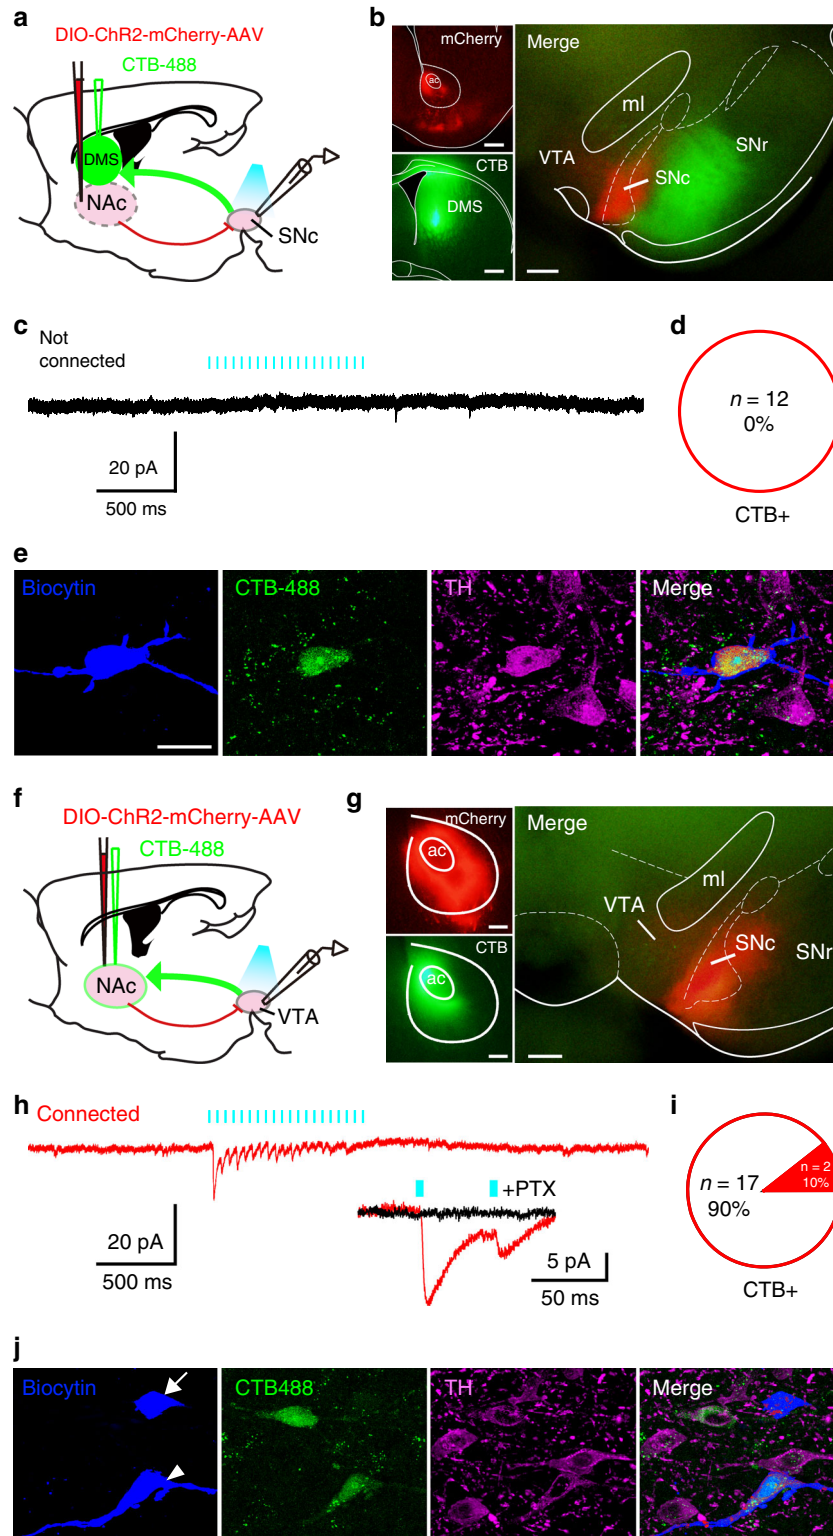 a
DIO-ChR2-mCherry-AAV
CTB-488
DMS
NAc
SNc
b
mCherry
ac
CTB
DMS
Merge
ml
VTA
SNc
SNr
c
Not
connected
20 pA
500 ms
d
n = 12
0%
CTB+
e
Biocytin
CTB-488
TH
Merge
f
DIO-ChR2-mCherry-AAV
CTB-488
NAc
VTA
g
mCherry
ac
CTB
ac
Merge
ml
VTA
SNc
SNr
h
Connected
20 pA
500 ms
+PTX
5 pA
50 ms
i
n = 2
10%
n = 17
90%
CTB+
j
Biocytin
CTB488
TH
Merge